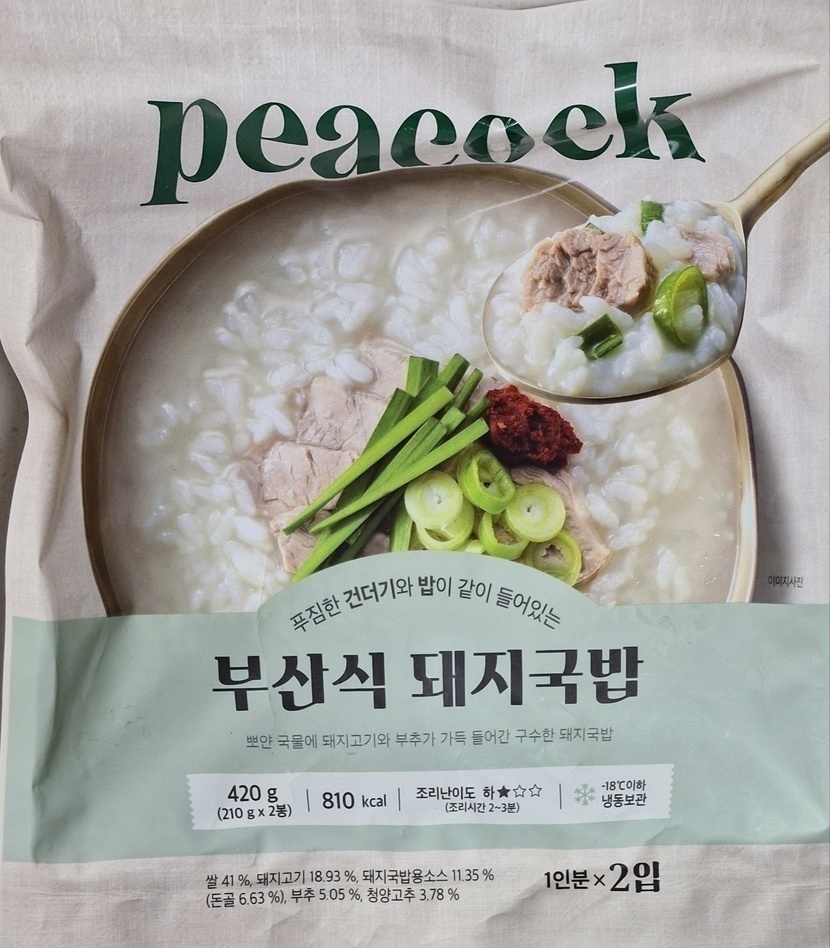 peacock
이미지사진
푸짐한 건더기와 밥이 같이 들어있는
부산식 돼지국밥
뽀얀 국물에 돼지고기와 부추가 가득 들어간 구수한 돼지국밥
420 g
(210 g x 2봉)
810 kcal
조리난이도 하★☆☆
(조리시간 2~3분)
-18℃이하
냉동보관
쌀 41 %, 돼지고기 18.93 %, 돼지국밥용소스 11.35 %
(돈골 6.63 %), 부추 5.05 %, 청양고추 3.78 %
1인분×2입